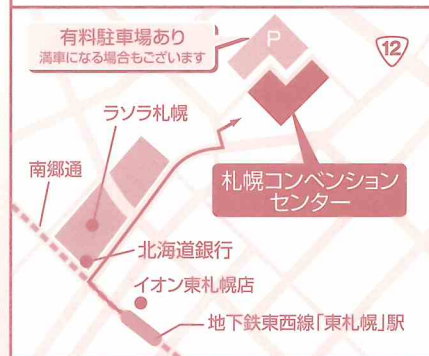 有料駐車場あり
満車になる場合もございます
P
12
ラソラ札幌
南郷通
札幌コンベンション
センター
北海道銀行
イオン東札幌店
地下鉄東西線「東札幌」駅